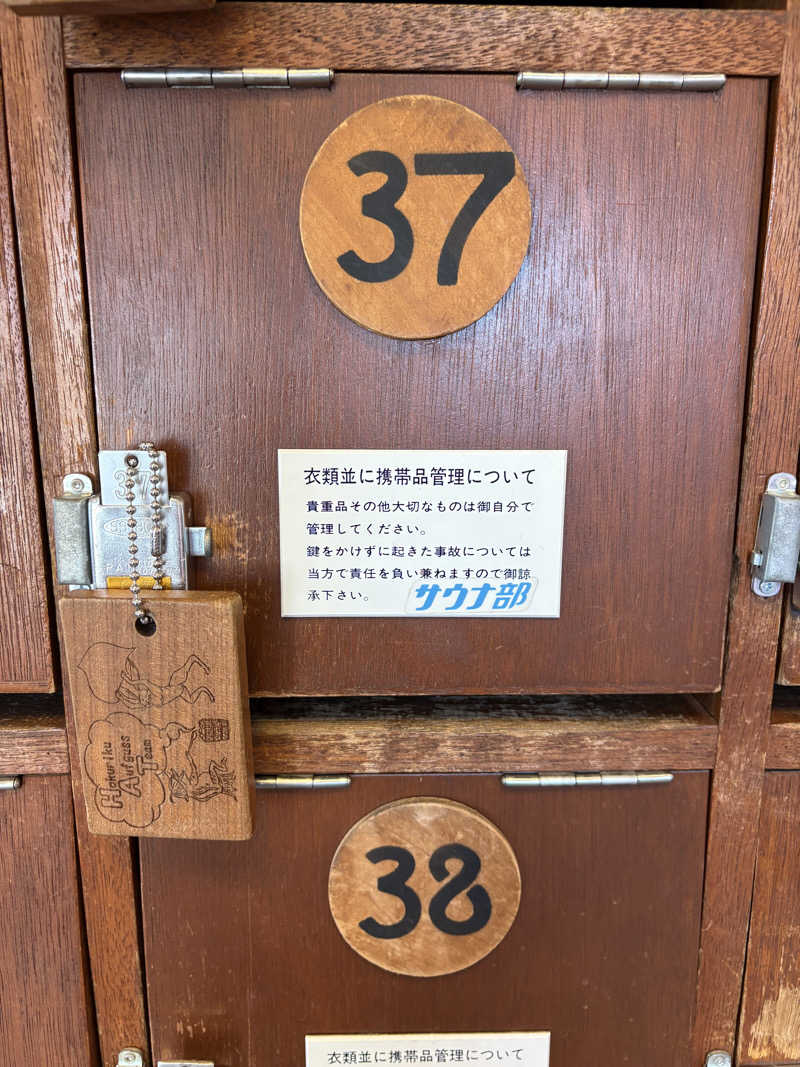 37
衣類並に携帯品管理について
貴重品その他大切なものは御自分で
管理してください。
鍵をかけずに起きた事故については
当方で責任を負い兼ねますので御諒
承下さい。
サウナ部
37
Hokuriku
Aufguss
Team
38
衣類並に携帯品管理について